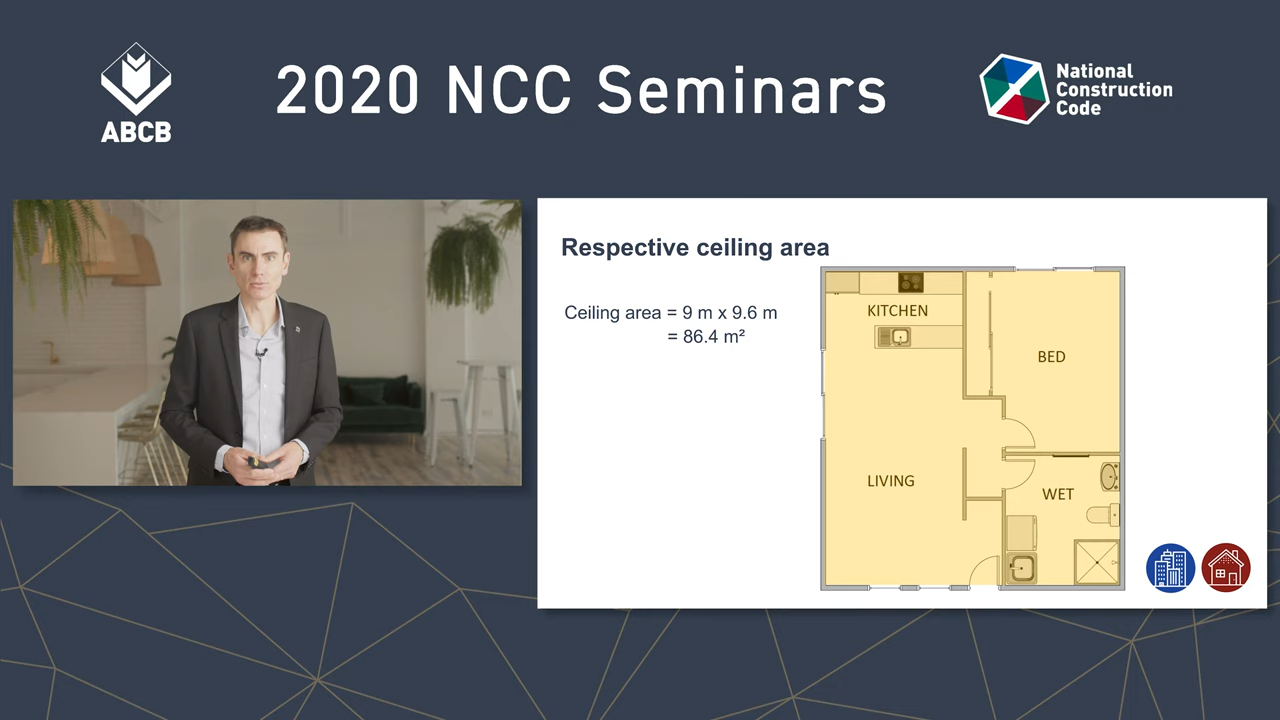 2020 NCC Seminars
ABCB
National
Construction
Code
Respective ceiling area
Ceiling area = 9 m x 9.6 m
= 86.4 m²
KITCHEN
BED
LIVING
WET